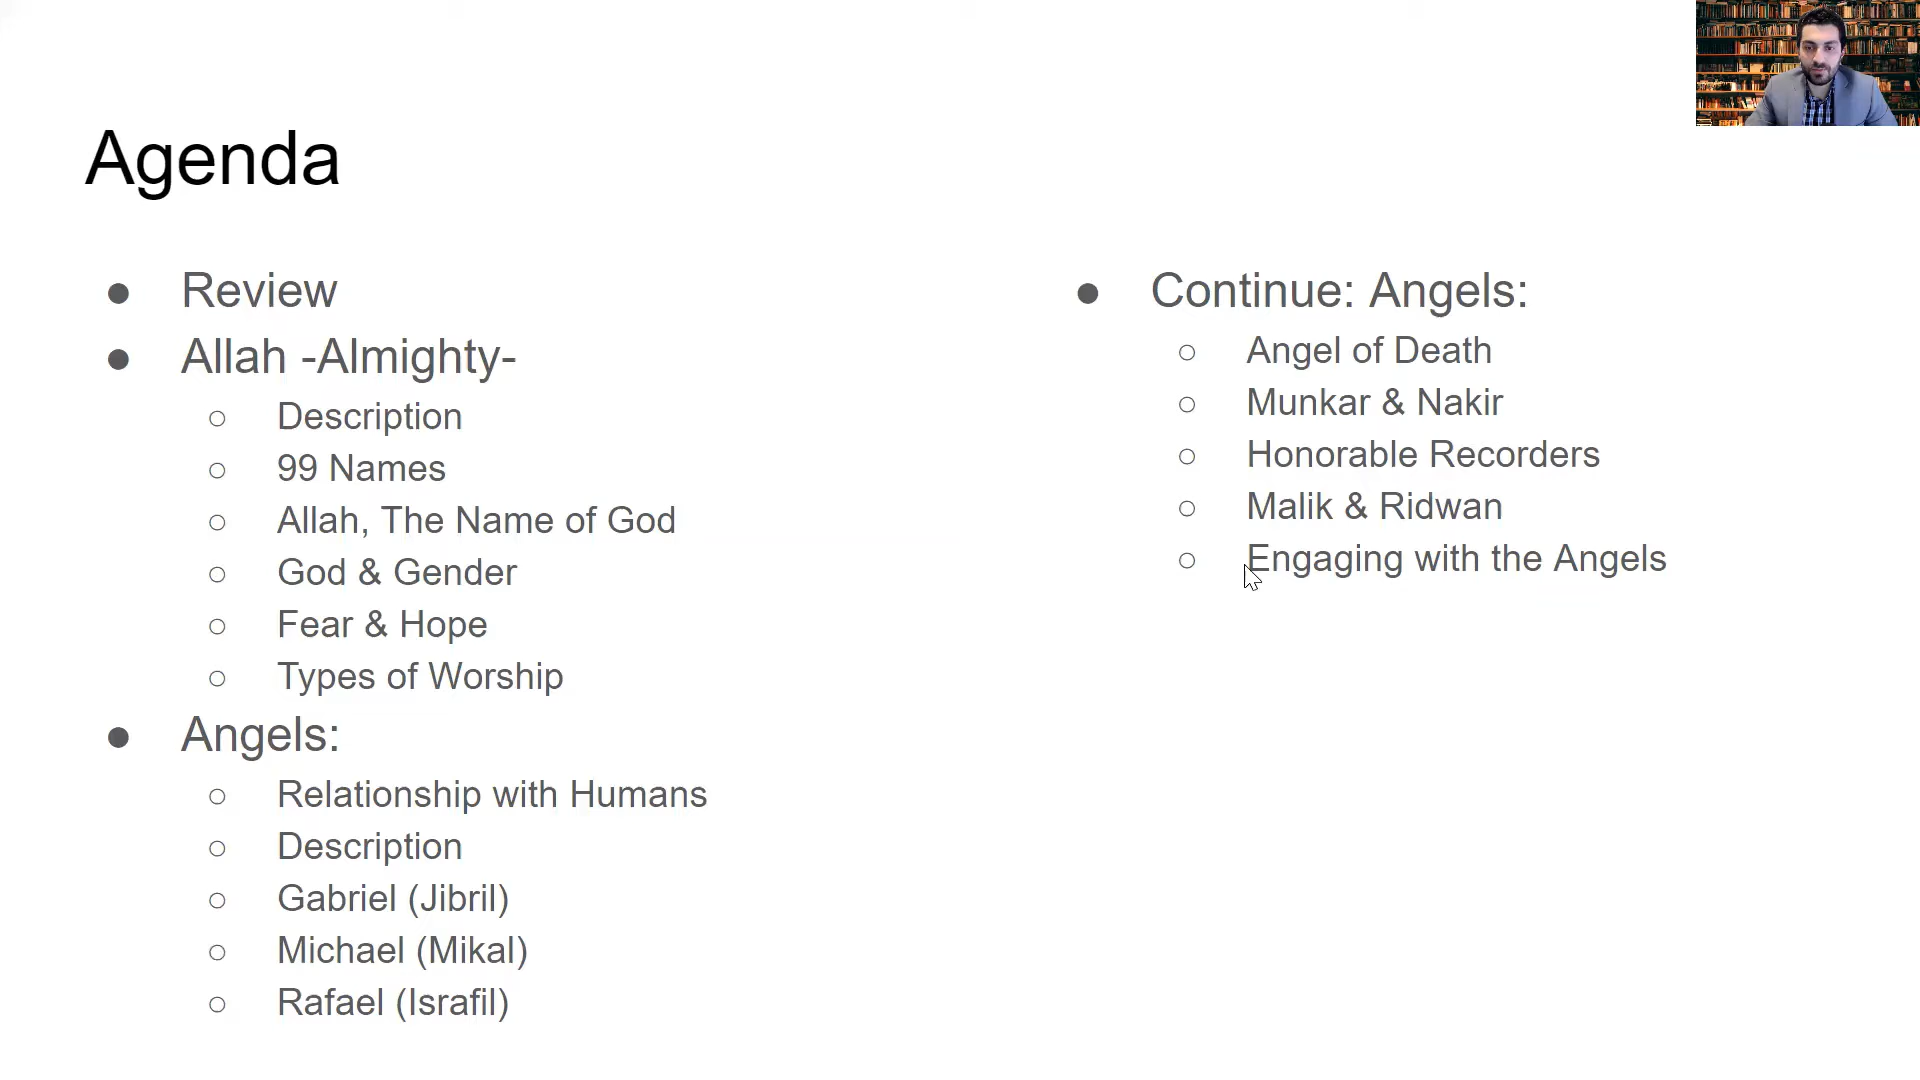 Agenda
● Review
● Allah -Almighty-
○ Description
○ 99 Names
○ Allah, The Name of God
○ God & Gender
○ Fear & Hope
○ Types of Worship
● Angels:
○ Relationship with Humans
○ Description
○ Gabriel (Jibril)
○ Michael (Mikal)
○ Rafael (Israfil)
● Continue: Angels:
○ Angel of Death
○ Munkar & Nakir
○ Honorable Recorders
○ Malik & Ridwan
○ Engaging with the Angels